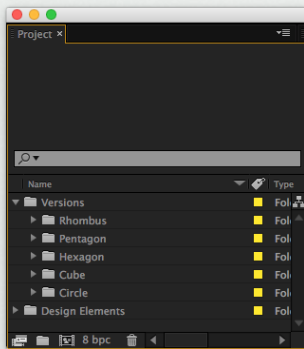 Project ×
Name Type
Versions Fol
Rhombus Fol
Pentagon Fol
Hexagon Fol
Cube Fol
Circle Fol
Design Elements Fol
8 bpc